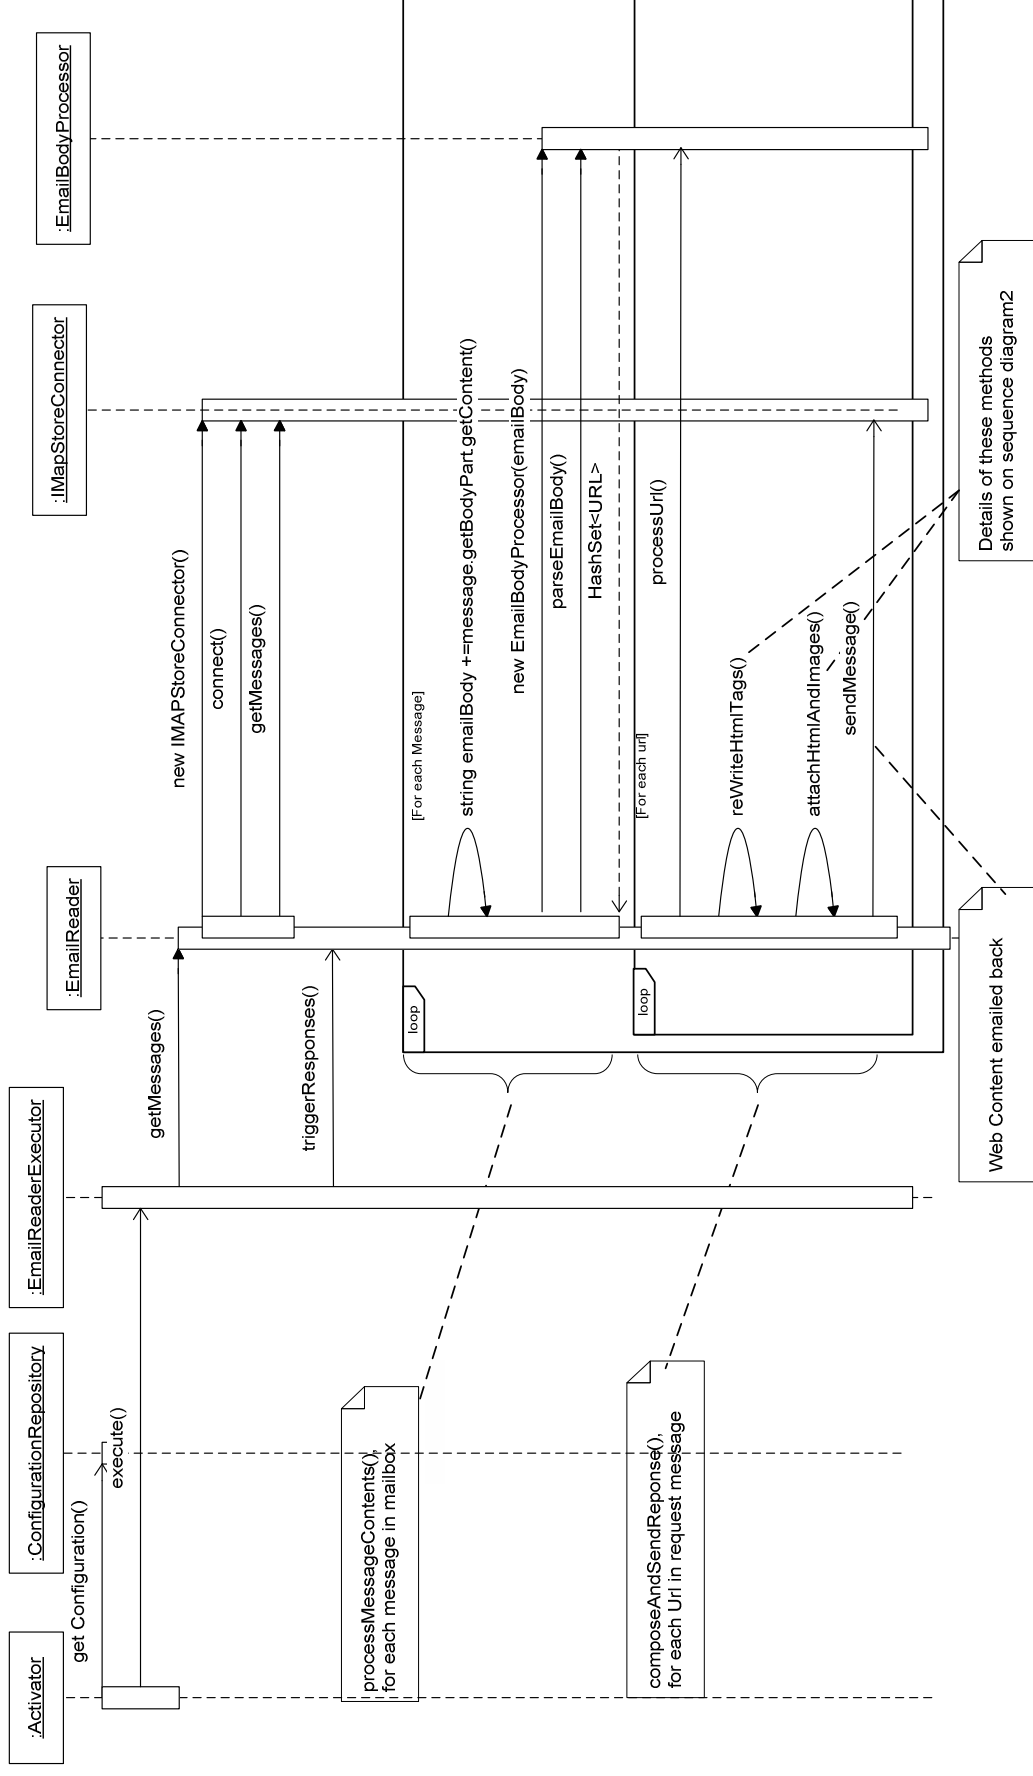 :Activator
:ConfigurationRepository
:EmailReaderExecutor
:EmailReader
:IMapStoreConnector
:EmailBodyProcessor
get Configuration()
execute()
getMessages()
new IMAPStoreConnector()
connect()
getMessages()
triggerResponses()
loop
[For each Message]
string emailBody +=message.getBodyPart.getContent()
new EmailBodyProcessor(emailBody)
parseEmailBody()
HashSet<URL>
processMessageContents(),
for each message in mailbox
loop
[For each url]
processUrl()
reWriteHtmlTags()
attachHtmlAndImages()
sendMessage()
composeAndSendReponse(),
for each Url in request message
Web Content emailed back
Details of these methods
shown on sequence diagram2